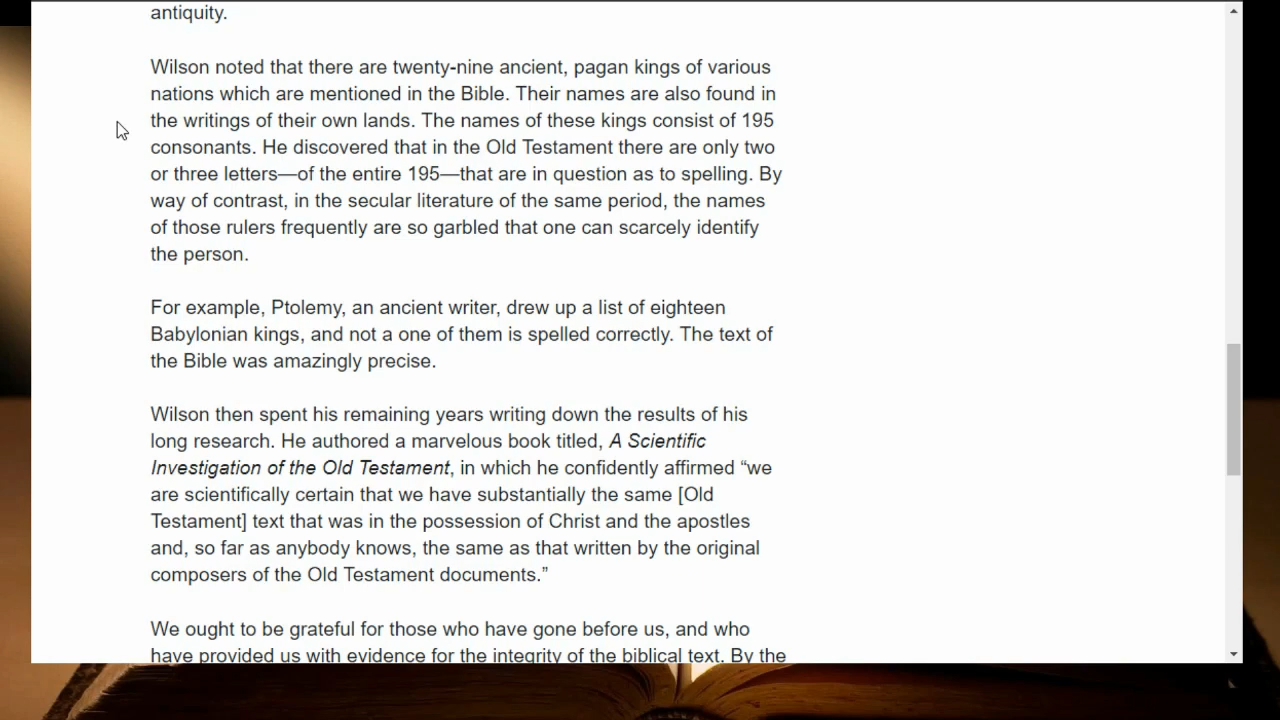 antiquity.
Wilson noted that there are twenty-nine ancient, pagan kings of various
nations which are mentioned in the Bible. Their names are also found in
the writings of their own lands. The names of these kings consist of 195
consonants. He discovered that in the Old Testament there are only two
or three letters—of the entire 195—that are in question as to spelling. By
way of contrast, in the secular literature of the same period, the names
of those rulers frequently are so garbled that one can scarcely identify
the person.
For example, Ptolemy, an ancient writer, drew up a list of eighteen
Babylonian kings, and not a one of them is spelled correctly. The text of
the Bible was amazingly precise.
Wilson then spent his remaining years writing down the results of his
long research. He authored a marvelous book titled, A Scientific
Investigation of the Old Testament, in which he confidently affirmed “we
are scientifically certain that we have substantially the same [Old
Testament] text that was in the possession of Christ and the apostles
and, so far as anybody knows, the same as that written by the original
composers of the Old Testament documents.”
We ought to be grateful for those who have gone before us, and who
have provided us with evidence for the integrity of the biblical text. By the